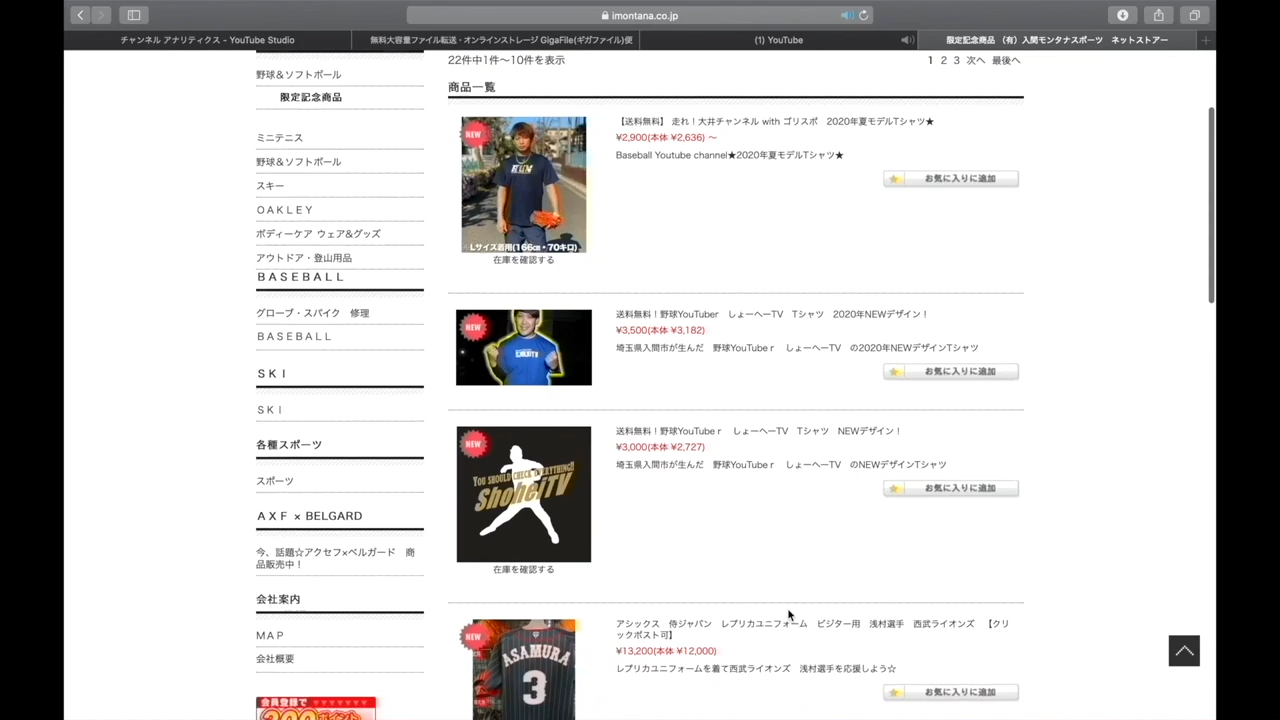 imontana.co.jp
チャンネル アナリティクス - YouTube Studio
無料大容量ファイル転送・オンラインストレージ GigaFile(ギガファイル)便
(1) YouTube
限定記念商品 (有)入間モンタナスポーツ ネットストアー
野球＆ソフトボール
限定記念商品
ミニテニス
野球＆ソフトボール
スキー
ＯＡＫＬＥＹ
ボディーケア ウェア&グッズ
アウトドア・登山用品
ＢＡＳＥＢＡＬＬ
グローブ・スパイク 修理
ＢＡＳＥＢＡＬＬ
ＳＫＩ
ＳＫＩ
各種スポーツ
スポーツ
ＡＸＦ × BELGARD
今、話題☆アクセフ×ベルガード 商
品販売中！
会社案内
ＭＡＰ
会社概要
会員登録で
22件中1件～10件を表示
1 2 3 次へ 最後へ
商品一覧
NEW
Lサイズ着用(166㎝・70キロ)
在庫を確認する
【送料無料】 走れ！大井チャンネル with ゴリスポ 2020年夏モデルTシャツ★
¥2,900(本体 ¥2,636) ～
Baseball Youtube channel★2020年夏モデルTシャツ★
お気に入りに追加
NEW
送料無料！野球YouTuber しょーへーTV Tシャツ 2020年NEWデザイン！
¥3,500(本体 ¥3,182)
埼玉県入間市が生んだ 野球YouTubeｒ しょーへーTV の2020年NEWデザインTシャツ
お気に入りに追加
NEW
YOU SHOULD CHECK EVERYTHING!!
ShoheiTV
在庫を確認する
送料無料！野球YouTubeｒ しょーへーTV Tシャツ NEWデザイン！
¥3,000(本体 ¥2,727)
埼玉県入間市が生んだ 野球YouTubeｒ しょーへーTV のNEWデザインTシャツ
お気に入りに追加
NEW
ASAMURA
3
アシックス 侍ジャパン レプリカユニフォーム ビジター用 浅村選手 西武ライオンズ 【クリ
ックポスト可】
¥13,200(本体 ¥12,000)
レプリカユニフォームを着て西武ライオンズ 浅村選手を応援しよう☆
お気に入りに追加